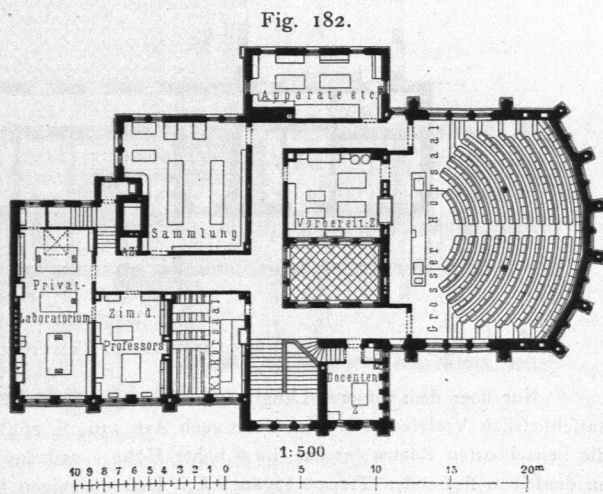 Fig. 182.
Apparate etc.
Sammlung
Vorbereit-Z.
Grosser Hörsaal
A.Z.
Privat-
Laboratorium
Zim. d.
Professors
Kl. Hörsaal
Docenten
Z
1:500
10 9 8 7 6 5 4 3 2 1 0 5 10 15 20m